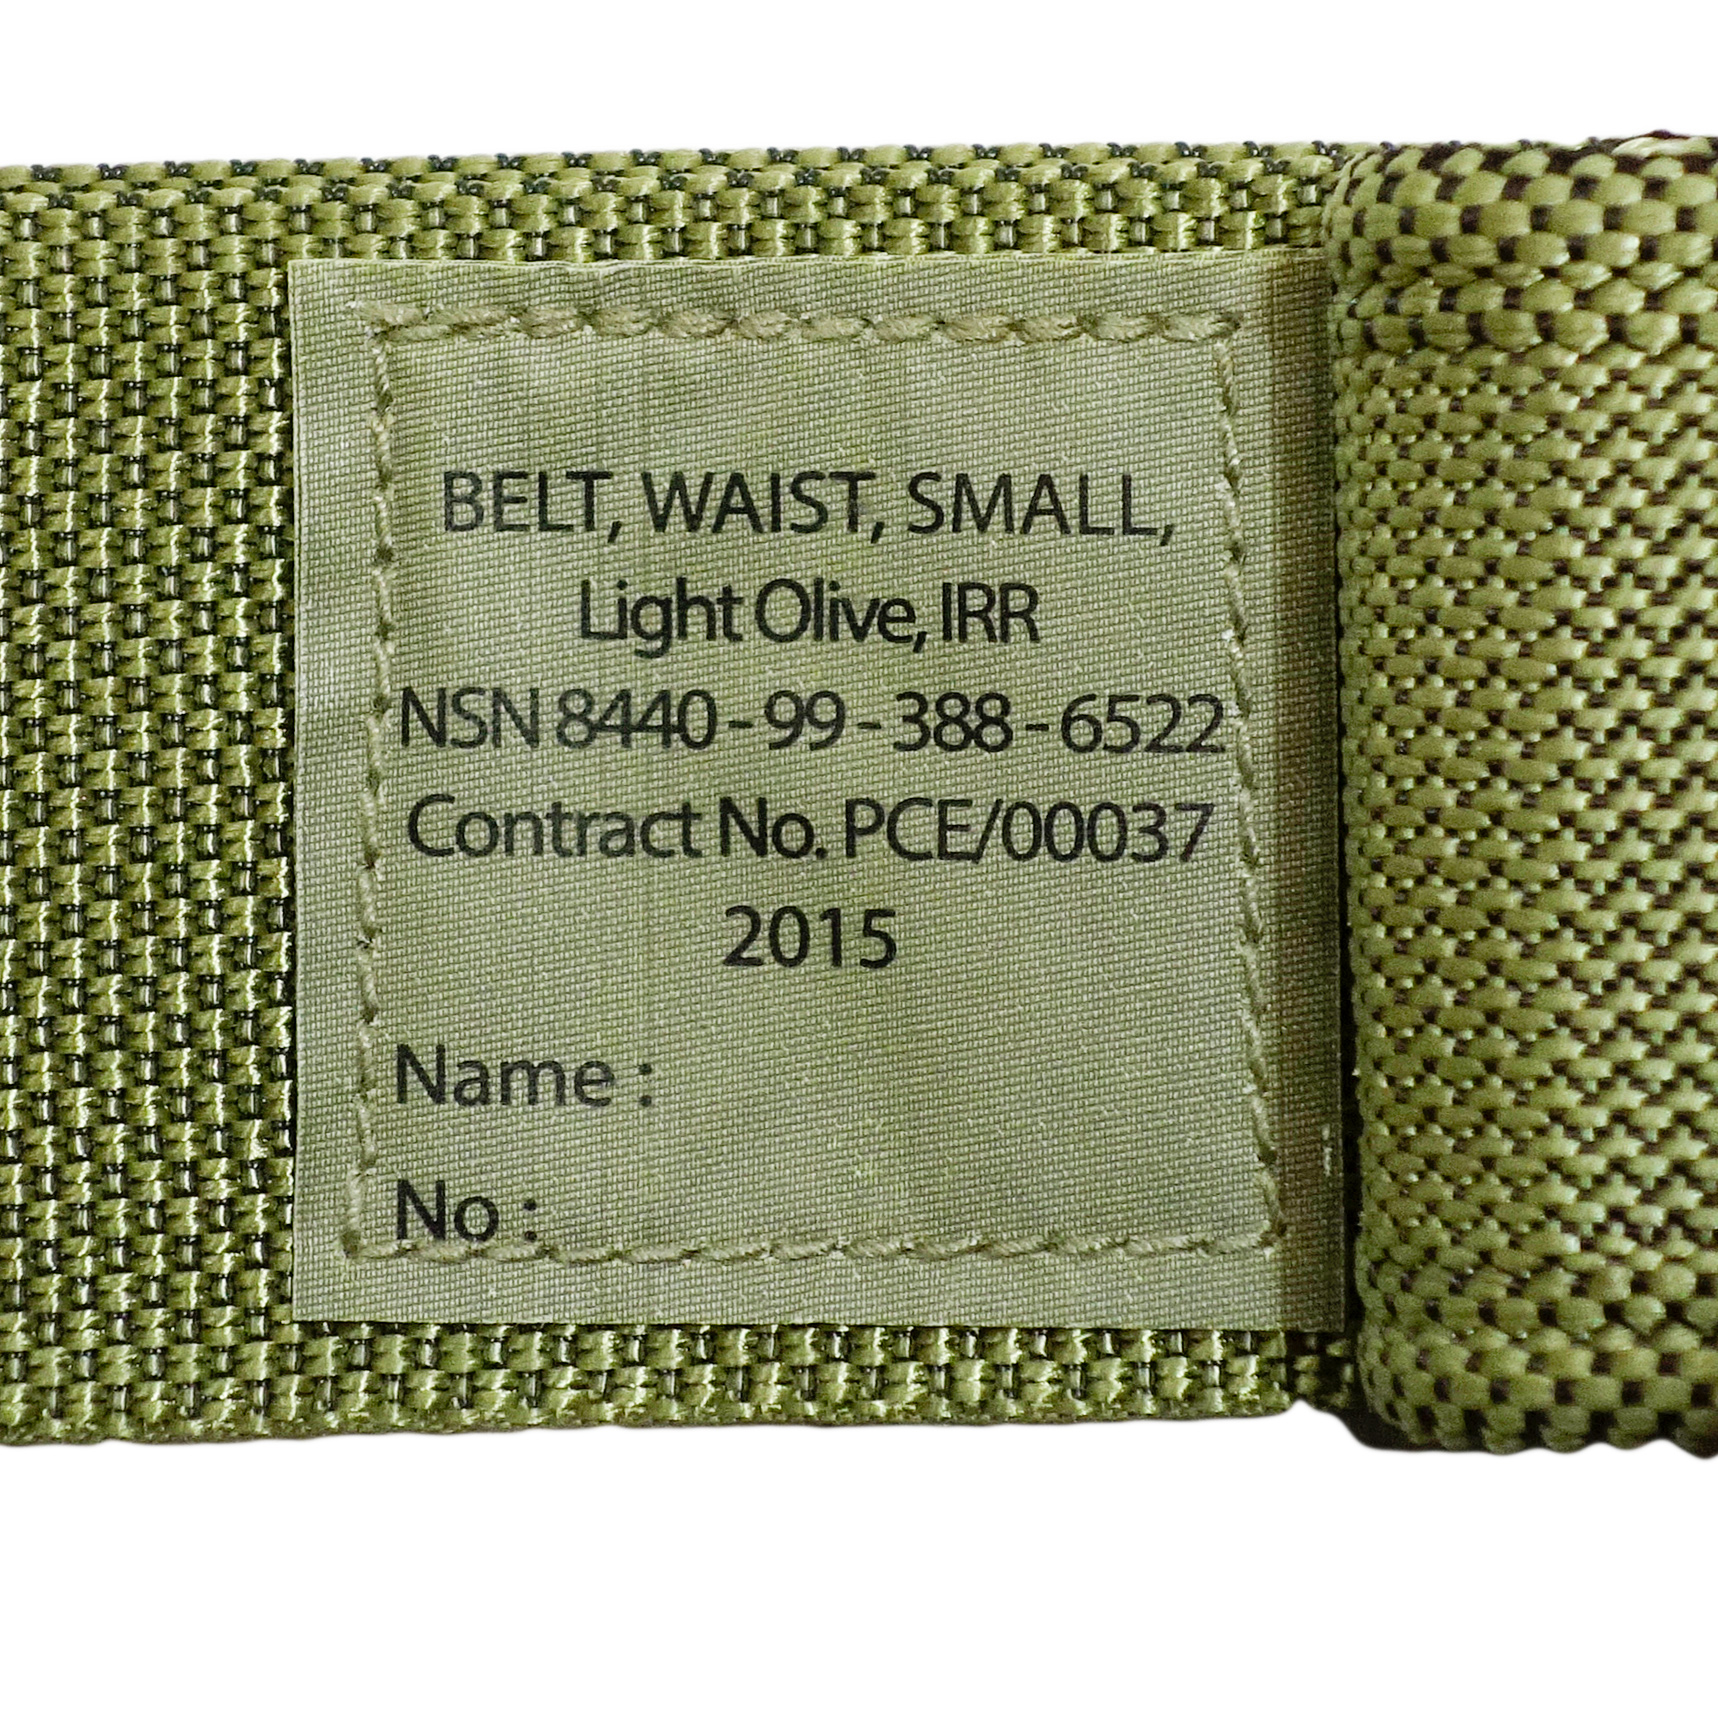 BELT, WAIST, SMALL,
Light Olive, IRR
NSN 8440 - 99 - 388 - 6522
Contract No. PCE/00037
2015
Name :
No :